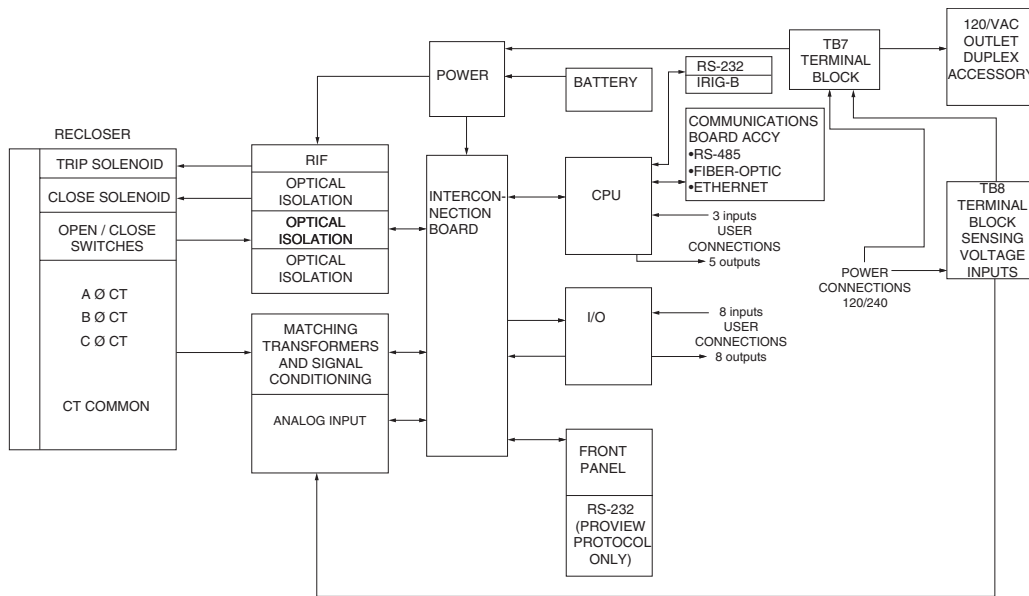 120/VAC
OUTLET
DUPLEX
ACCESSORY
TB7
TERMINAL
BLOCK
POWER
BATTERY
RS-232
IRIG-B
COMMUNICATIONS
BOARD ACCY
•RS-485
•FIBER-OPTIC
•ETHERNET
RECLOSER
TRIP SOLENOID
CLOSE SOLENOID
OPEN / CLOSE
SWITCHES
A Ø CT
B Ø CT
C Ø CT
CT COMMON
RIF
OPTICAL
ISOLATION
OPTICAL
ISOLATION
OPTICAL
ISOLATION
MATCHING
TRANSFORMERS
AND SIGNAL
CONDITIONING
ANALOG INPUT
INTERCON-
NECTION
BOARD
CPU
3 inputs
USER
CONNECTIONS
5 outputs
I/O
8 inputs
USER
CONNECTIONS
8 outputs
FRONT
PANEL
RS-232
(PROVIEW
PROTOCOL
ONLY)
POWER
CONNECTIONS
120/240
TB8
TERMINAL
BLOCK
SENSING
VOLTAGE
INPUTS